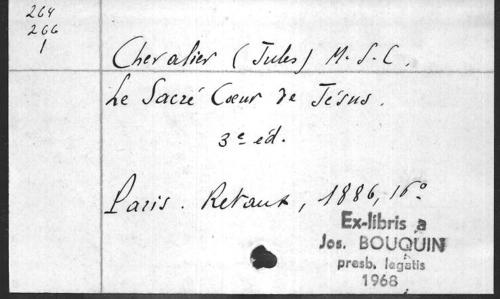 264
266
1
Chevalier (Jules) M.S.C.
Le Sacré Cœur de Jésus.
3e éd.
Paris. Retaux, 1886, 16°
Ex-libris a
Jos. BOUQUIN
presb. legatis
1968